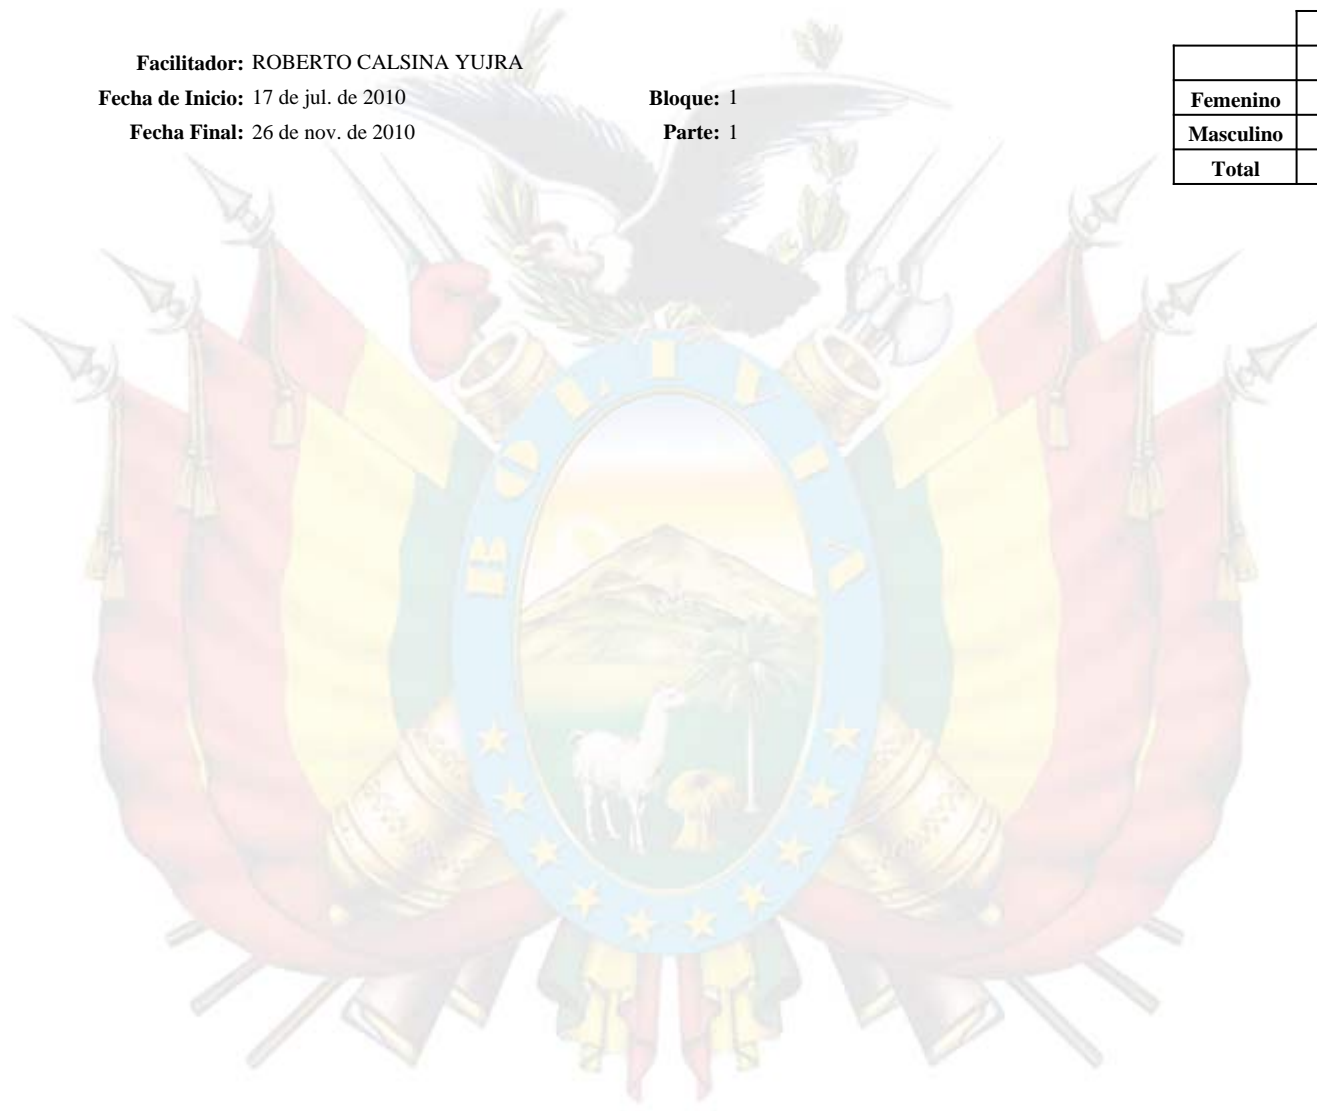 Facilitador: ROBERTO CALSINA YUJRA
Fecha de Inicio: 17 de jul. de 2010 Bloque: 1
Fecha Final: 26 de nov. de 2010 Parte: 1
Femenino
Masculino
Total
BOLIVIA